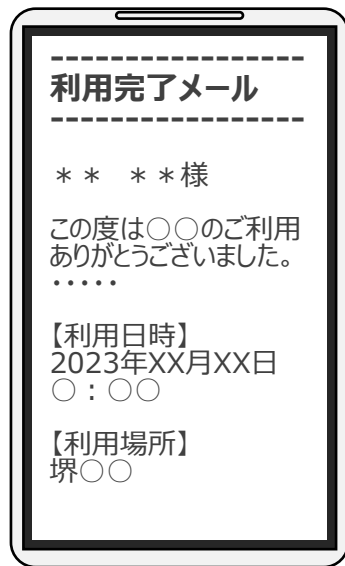 -----------------
利用完了メール
-----------------
＊＊ ＊＊様
この度は○○のご利用
ありがとうございました。
・・・・・
【利用日時】
2023年XX月XX日
○：○○
【利用場所】
堺○○